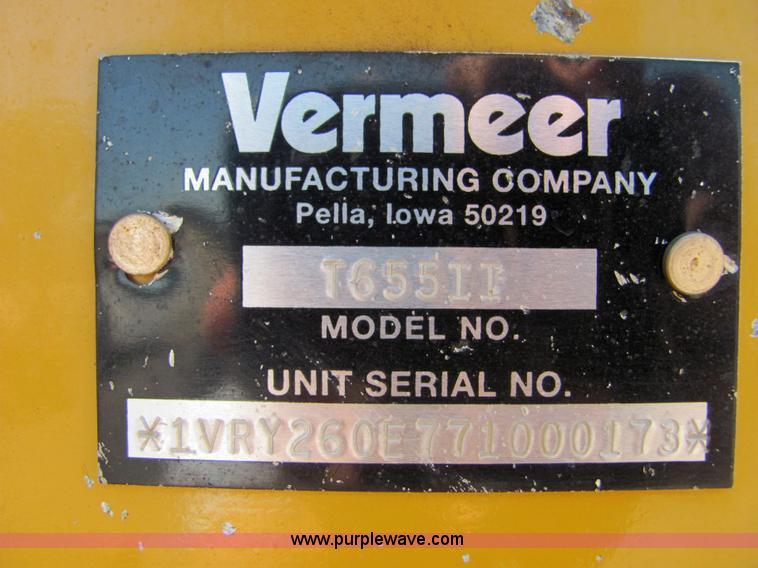 Vermeer
MANUFACTURING COMPANY
Pella, Iowa 50219
T655II
MODEL NO.
UNIT SERIAL NO.
*1VRY260E771000173*
www.purplewave.com